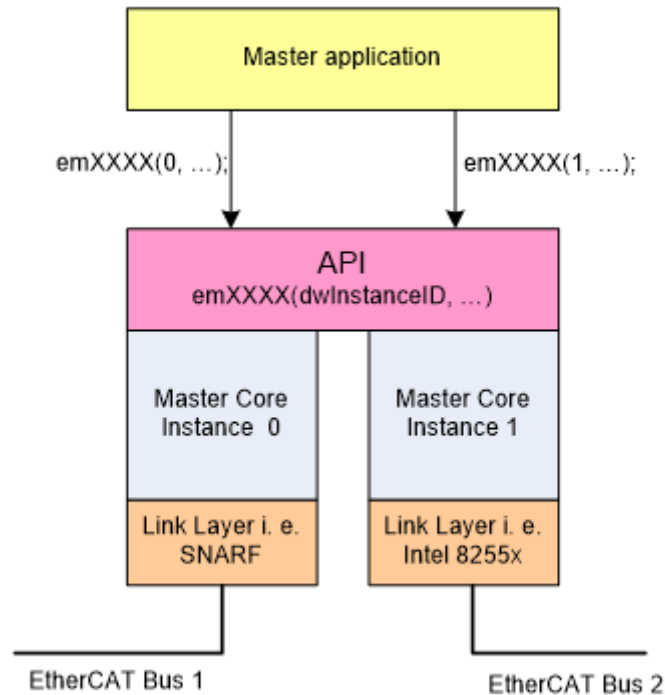 Master application
emXXXX(0, ...);
emXXXX(1, ...);
API
emXXXX(dwInstanceID, ...)
Master Core
Instance 0
Master Core
Instance 1
Link Layer i. e.
SNARF
Link Layer i. e.
Intel 8255x
EtherCAT Bus 1
EtherCAT Bus 2